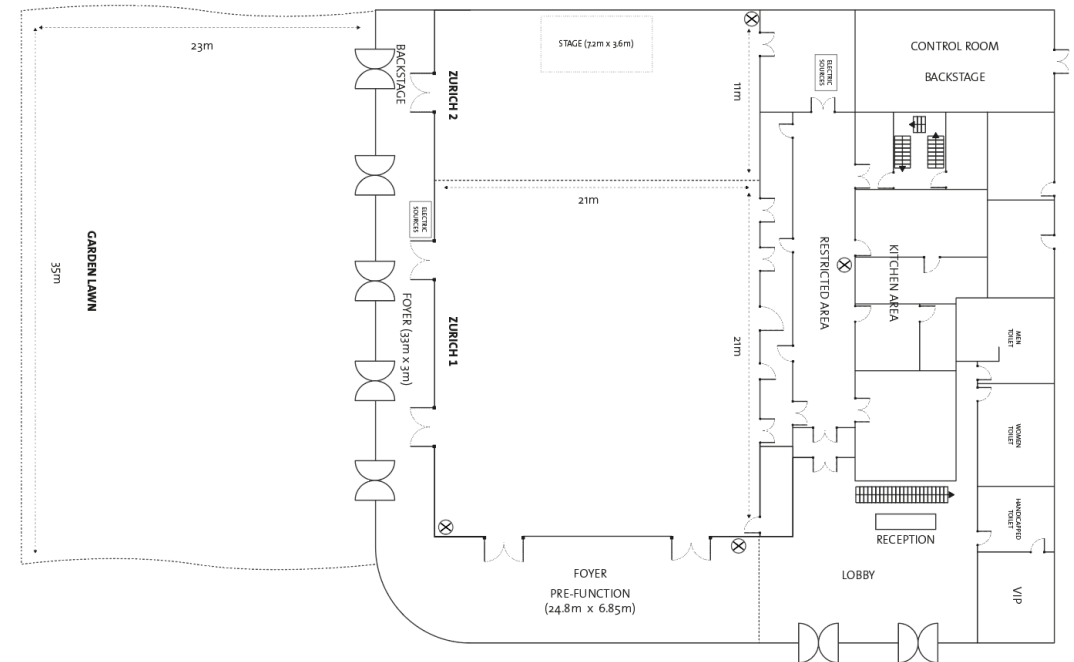 23m
35m
GARDEN LAWN
BACKSTAGE
ZURICH 2
STAGE (7.2m x 3.6m)
11m
ELECTRIC
SOURCES
CONTROL ROOM
BACKSTAGE
21m
ELECTRIC
SOURCES
FOYER (33m x 3m)
ZURICH 1
21m
RESTRICTED AREA
KITCHEN AREA
MEN
TOILET
WOMEN
TOILET
HANDICAPPED
TOILET
RECEPTION
LOBBY
VIP
FOYER
PRE-FUNCTION
(24.8m x 6.85m)